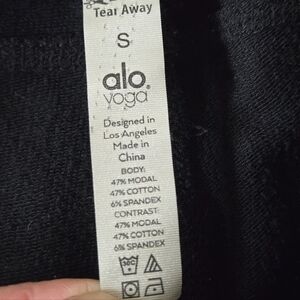 Tear Away
S
alo
yoga
Designed in
Los Angeles
Made in
China
BODY:
47% MODAL
47% COTTON
6% SPANDEX
CONTRAST:
47% MODAL
47% COTTON
6% SPANDEX
30C